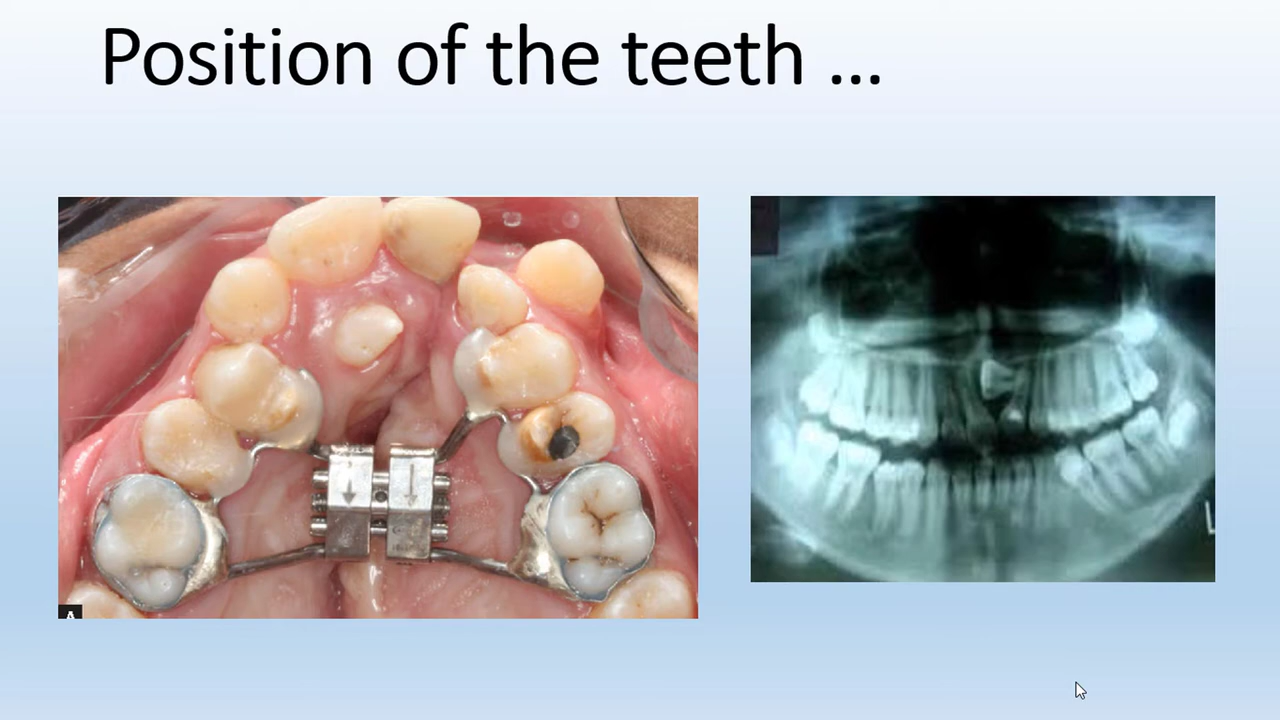 Position of the teeth ...
A
L